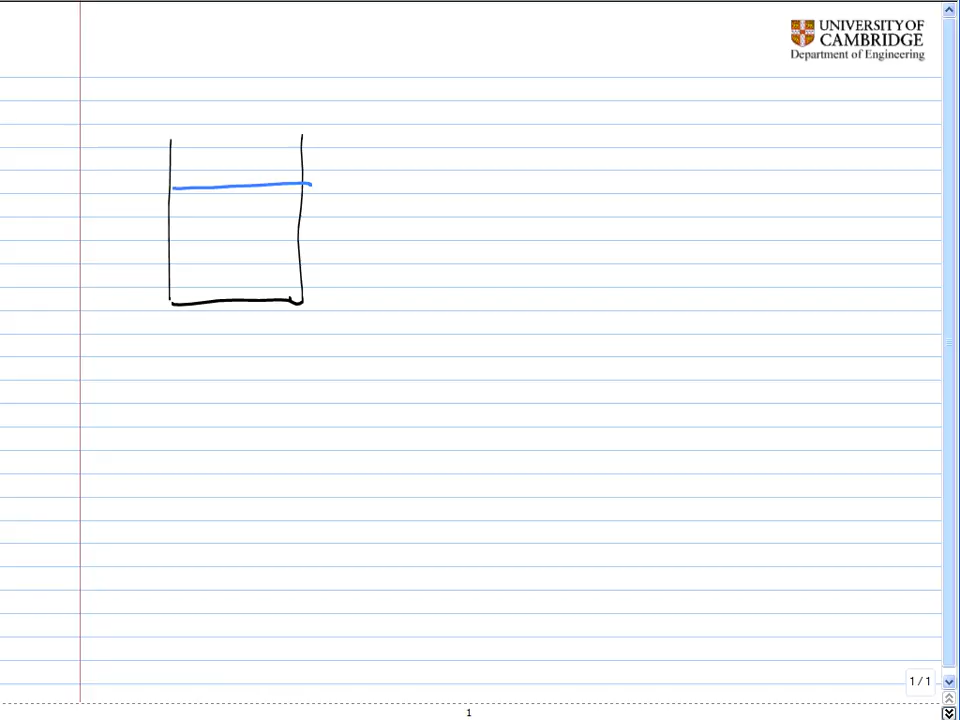 UNIVERSITY OF
CAMBRIDGE
Department of Engineering
1 / 1
1